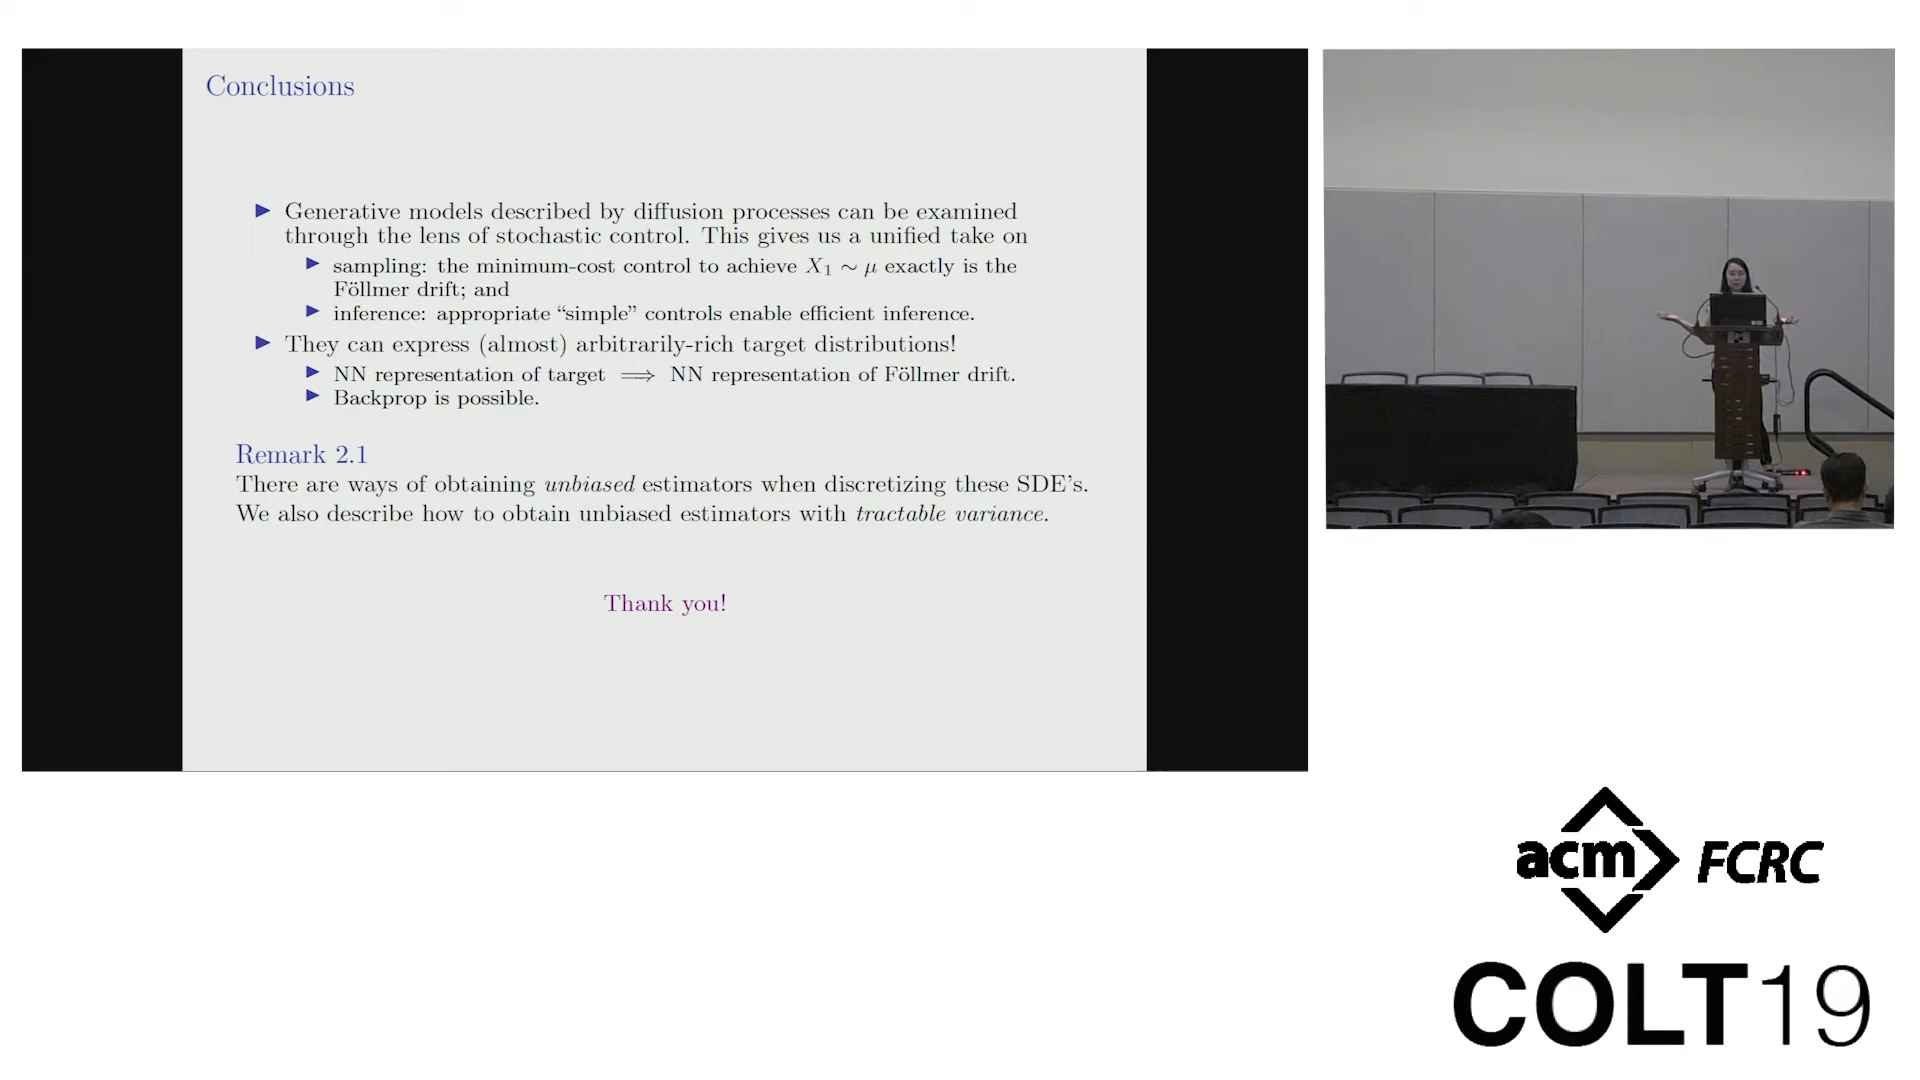 Conclusions
Generative models described by diffusion processes can be examined
through the lens of stochastic control. This gives us a unified take on
sampling: the minimum-cost control to achieve X₁ ∼ μ exactly is the
Föllmer drift; and
inference: appropriate “simple” controls enable efficient inference.
They can express (almost) arbitrarily-rich target distributions!
NN representation of target ⟹ NN representation of Föllmer drift.
Backprop is possible.
Remark 2.1
There are ways of obtaining unbiased estimators when discretizing these SDE’s.
We also describe how to obtain unbiased estimators with tractable variance.
Thank you!
acm FCRC
COLT19